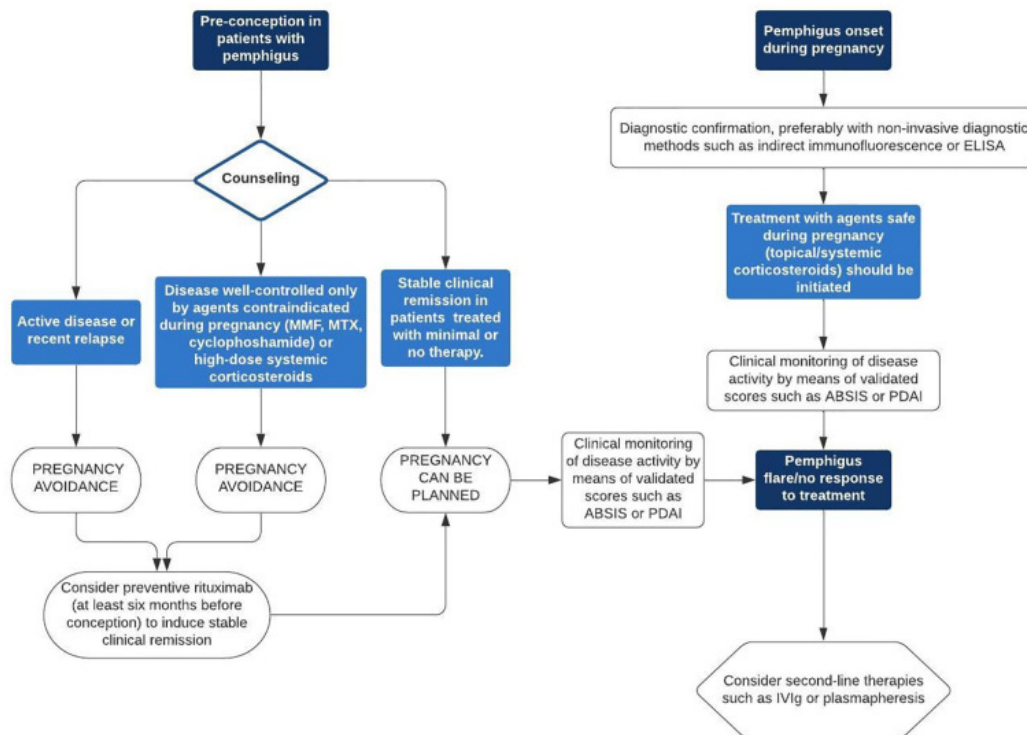 Pre-conception in
patients with
pemphigus
Counseling
Active disease or
recent relapse
Disease well-controlled only
by agents contraindicated
during pregnancy (MMF, MTX,
cyclophoshamide) or
high-dose systemic
corticosteroids
Stable clinical
remission in
patients treated
with minimal or
no therapy.
PREGNANCY
AVOIDANCE
PREGNANCY
AVOIDANCE
PREGNANCY
CAN BE
PLANNED
Consider preventive rituximab
(at least six months before
conception) to induce stable
clinical remission
Clinical monitoring
of disease activity by
means of validated
scores such as
ABSIS or PDAI
Pemphigus onset
during pregnancy
Diagnostic confirmation, preferably with non-invasive diagnostic
methods such as indirect immunofluorescence or ELISA
Treatment with agents safe
during pregnancy
(topical/systemic
corticosteroids) should be
initiated
Clinical monitoring of disease
activity by means of validated
scores such as ABSIS or PDAI
Pemphigus
flare/no response
to treatment
Consider second-line therapies
such as IVIg or plasmapheresis